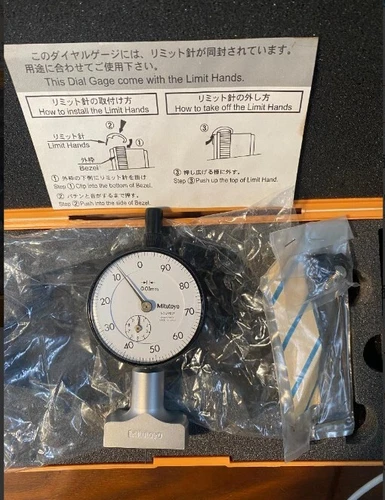 このダイヤルゲージには、リミット針が同封されています。
用途に合わせてご使用下さい。
This Dial Gage come with the Limit Hands.
リミット針の取付け方
How to install the Limit Hands
リミット針の外し方
How to take off the Limit Hands
②
①
リミット針
Limit Hands
外枠
Bezel
③
① 外枠の下側にリミット針を掛け
Step ① Clip into the bottom of Bezel.
② パチンと音がするまで押す。
Step ② Push into the side of Bezel.
③ 押し広げる様に外す。
Step ③ Push up the top of Limit Hand.
0
10
90
20
80
30
70
40
60
50
0.01mm
Mitutoyo
Mitutoyo